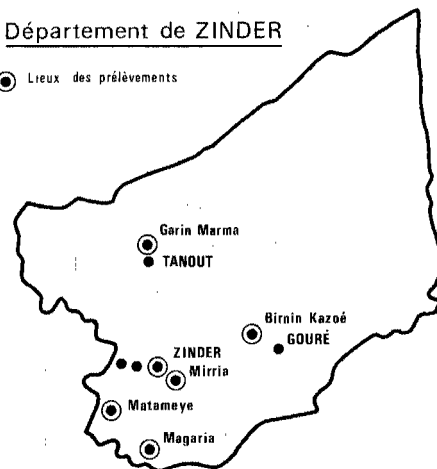 Département de ZINDER
Lieux des prélèvements
Garin Marma
TANOUT
Birnin Kazoé
GOURÉ
ZINDER
Mirria
Matameye
Magaria